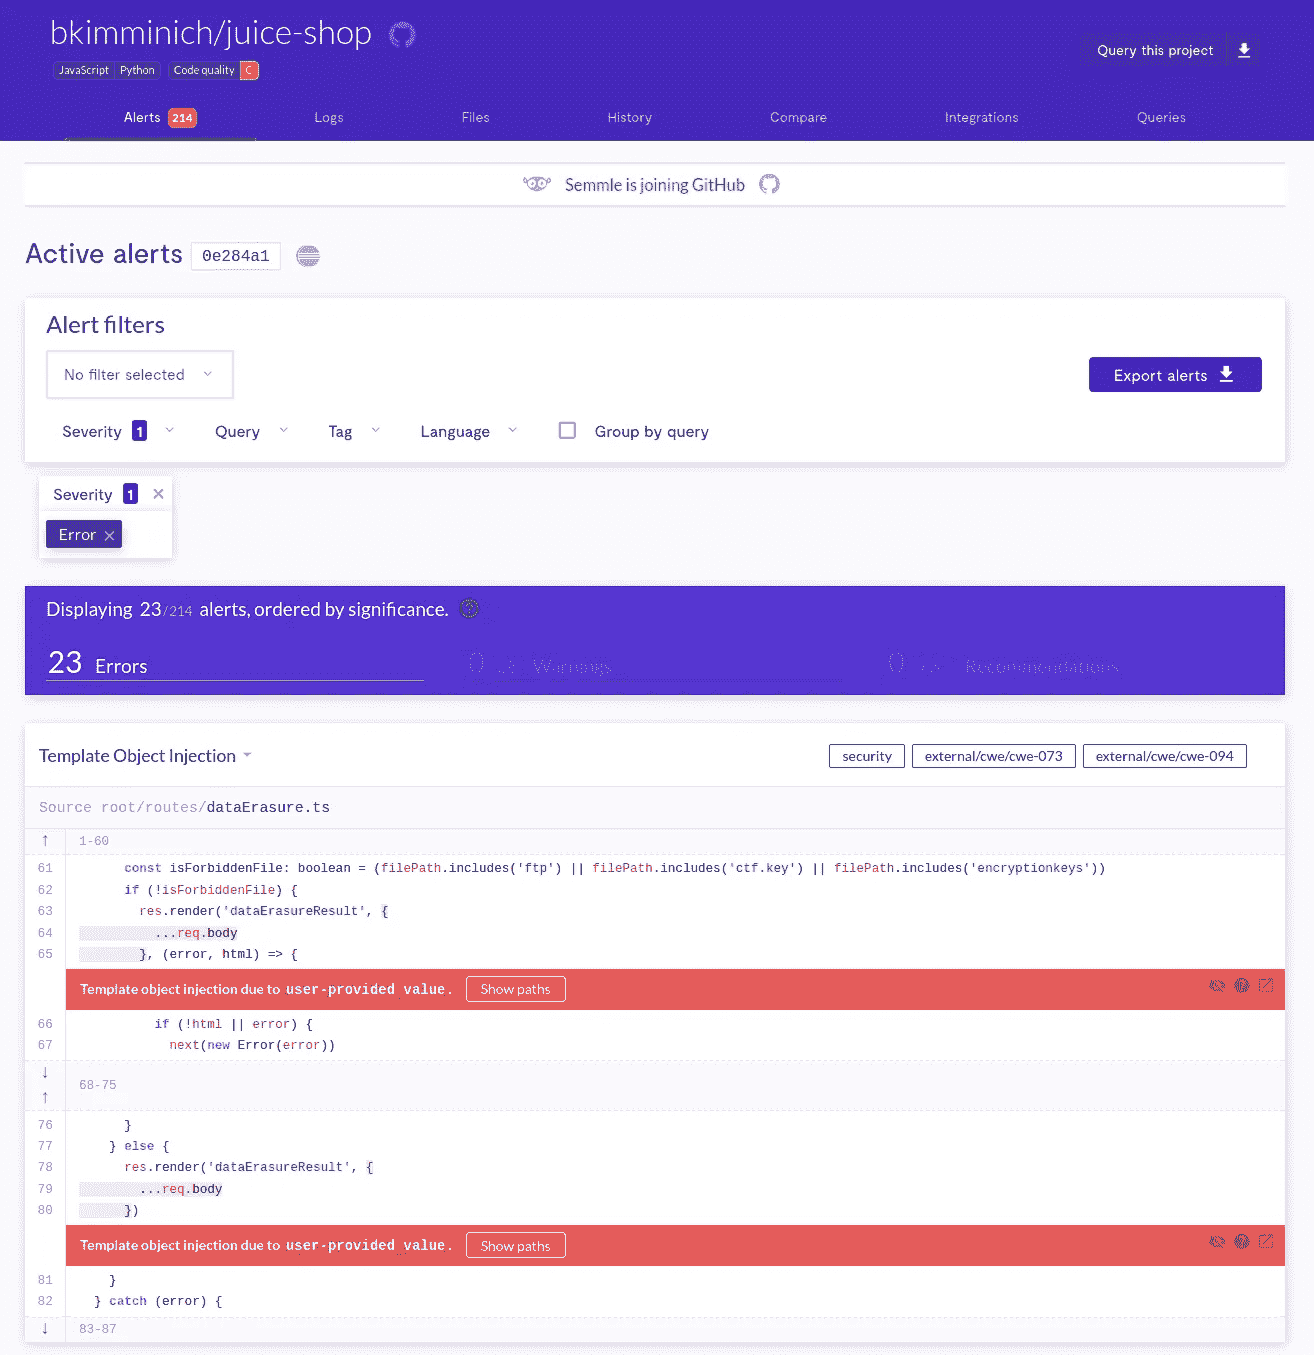 bkimminich/juice-shop
Query this project
JavaScript Python Code quality C
Alerts 214 Logs Files History Compare Integrations Queries
Semmle is joining GitHub
Active alerts 0e284a1
Alert filters
No filter selected
Export alerts
Severity 1 Query Tag Language Group by query
Severity 1 ×
Error ×
Displaying 23/214 alerts, ordered by significance. ?
23 Errors 0 Warnings 0 Recommendations
Template Object Injection security external/cwe/cwe-073 external/cwe/cwe-094
Source root/routes/dataErasure.ts
↑ 1-60
61 const isForbiddenFile: boolean = (filePath.includes('ftp') || filePath.includes('ctf.key') || filePath.includes('encryptionkeys'))
62 if (!isForbiddenFile) {
63 res.render('dataErasureResult', {
64 ...req.body
65 }, (error, html) => {
Template object injection due to user-provided value. Show paths
66 if (!html || error) {
67 next(new Error(error))
↓
68-75
↑
76 }
77 } else {
78 res.render('dataErasureResult', {
79 ...req.body
80 })
Template object injection due to user-provided value. Show paths
81 }
82 } catch (error) {
↓ 83-87